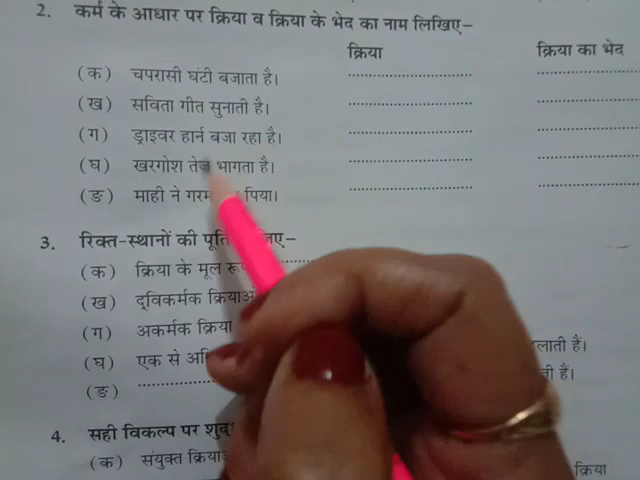 2. कर्म के आधार पर क्रिया व क्रिया के भेद का नाम लिखिए–
क्रिया क्रिया का भेद
(क) चपरासी घंटी बजाता है। ........................ ........................
(ख) सविता गीत सुनाती है। ........................ ........................
(ग) ड्राइवर हार्न बजा रहा है। ........................ ........................
(घ) खरगोश तेज भागता है। ........................ ........................
(ङ) माही ने गरम पिया। ........................ ........................
3. रिक्त-स्थानों की
(क) क्रिया के मूल
(ख) द्विकर्मक
(ग) अकर्मक क्रिया
(घ) एक से
(ङ) ............
4. सही विकल्प पर
(क) संयुक्त क्रिया